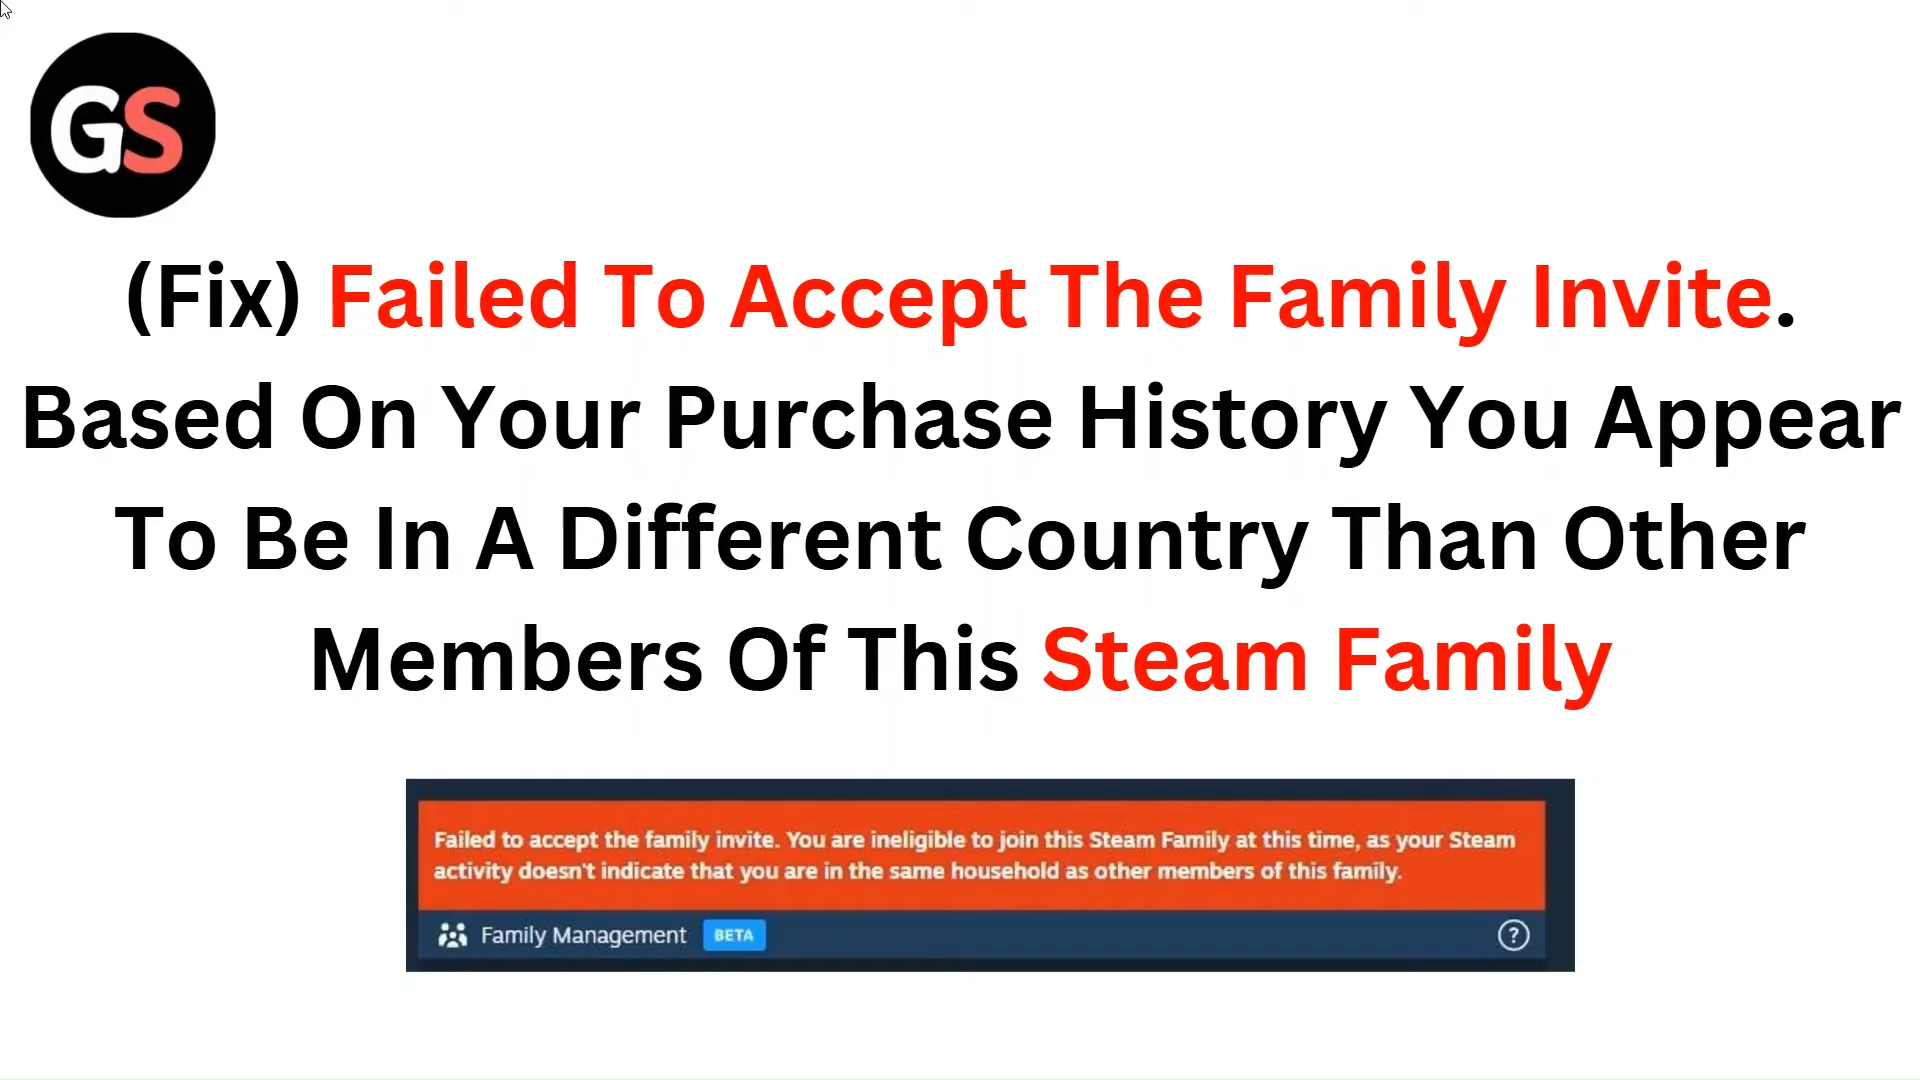 GS
(Fix) Failed To Accept The Family Invite.
Based On Your Purchase History You Appear
To Be In A Different Country Than Other
Members Of This Steam Family
Failed to accept the family invite. You are ineligible to join this Steam Family at this time, as your Steam
activity doesn't indicate that you are in the same household as other members of this family.
Family Management BETA ?